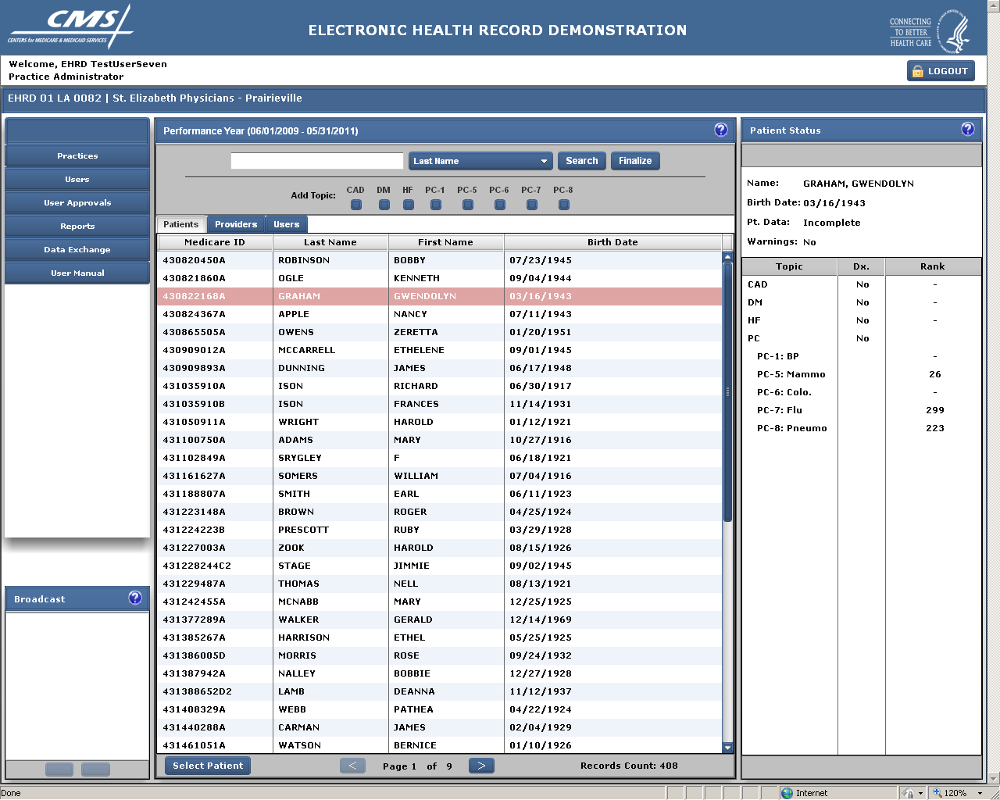 CMS
CENTERS for MEDICARE & MEDICAID SERVICES
ELECTRONIC HEALTH RECORD DEMONSTRATION
CONNECTING
TO BETTER
HEALTH CARE
Welcome, EHRD TestUserSeven
Practice Administrator
LOGOUT
EHRD 01 LA 0082 | St. Elizabeth Physicians - Prairieville
Practices
Users
User Approvals
Reports
Data Exchange
User Manual
Broadcast ?
Performance Year (06/01/2009 - 05/31/2011) ?
Last Name Search Finalize
Add Topic: CAD DM HF PC-1 PC-5 PC-6 PC-7 PC-8
Patients Providers Users
Medicare ID Last Name First Name Birth Date
430820450A ROBINSON BOBBY 07/23/1945
430821860A OGLE KENNETH 09/04/1944
430822168A GRAHAM GWENDOLYN 03/16/1943
430824367A APPLE NANCY 07/11/1943
430865505A OWENS ZERETTA 01/20/1951
430909012A MCCARRELL ETHELENE 09/01/1945
430909893A DUNNING JAMES 06/17/1948
431035910A ISON RICHARD 06/30/1917
431035910B ISON FRANCES 11/14/1931
431050911A WRIGHT HAROLD 01/12/1921
431100750A ADAMS MARY 10/27/1916
431102849A SRYGLEY F 06/18/1921
431161627A SOMERS WILLIAM 07/04/1916
431188807A SMITH EARL 06/11/1923
431223148A BROWN ROGER 04/25/1924
431224223B PRESCOTT RUBY 03/29/1928
431227003A ZOOK HAROLD 08/15/1926
431228244C2 STAGE JIMMIE 09/02/1945
431229487A THOMAS NELL 08/13/1921
431242455A MCNABB MARY 12/25/1925
431377289A WALKER GERALD 12/14/1969
431385267A HARRISON ETHEL 05/25/1925
431386005D MORRIS ROSE 09/24/1932
431387942A NALLEY BOBBIE 12/27/1928
431388652D2 LAMB DEANNA 11/12/1937
431408329A WEBB PATHEA 04/22/1924
431440288A CARMAN JAMES 02/04/1929
431461051A WATSON BERNICE 01/10/1926
Select Patient < Page 1 of 9 > Records Count: 408
Patient Status ?
Name: GRAHAM, GWENDOLYN
Birth Date: 03/16/1943
Pt. Data: Incomplete
Warnings: No
Topic Dx. Rank
CAD No -
DM No -
HF No -
PC No
PC-1: BP -
PC-5: Mammo 26
PC-6: Colo. -
PC-7: Flu 299
PC-8: Pneumo 223
Done Internet 120%